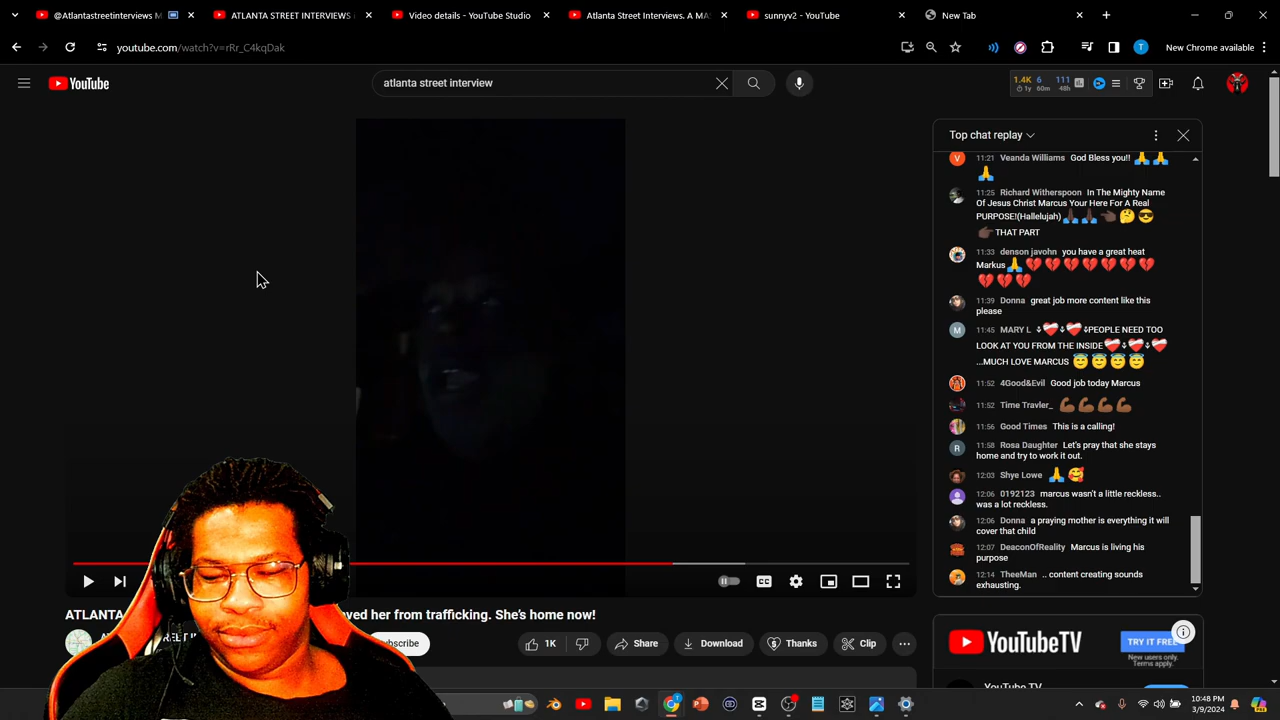 @Atlantastreetinterviews M
ATLANTA STREET INTERVIEWS
Video details - YouTube Studio
Atlanta Street Interviews. A MA
sunnyv2 - YouTube
New Tab
youtube.com/watch?v=rRr_C4kqDak
New Chrome available
YouTube
atlanta street interview
1.4K 6 111
1y 60m 48h
Top chat replay
11:21 Veanda Williams God Bless you!! 🙏🙏
🙏
11:25 Richard Witherspoon In The Mighty Name
Of Jesus Christ Marcus Your Here For A Real
PURPOSE!(Hallelujah)
THAT PART
11:33 denson javohn you have a great heat
Markus
11:39 Donna great job more content like this
please
11:45 MARY L PEOPLE NEED TOO
LOOK AT YOU FROM THE INSIDE
...MUCH LOVE MARCUS
11:52 4Good&Evil Good job today Marcus
11:52 Time Travler_
11:56 Good Times This is a calling!
11:58 Rosa Daughter Let's pray that she stays
home and try to work it out.
12:03 Shye Lowe
12:06 0192123 marcus wasn't a little reckless..
was a lot reckless.
12:06 Donna a praying mother is everything it will
cover that child
12:07 DeaconOfReality Marcus is living his
purpose
12:14 TheeMan .. content creating sounds
exhausting.
ATLANTA
ved her from trafficking. She's home now!
1K
Share
Download
Thanks
Clip
YouTubeTV
TRY IT FREE
New users only.
Terms apply.
10:48 PM
3/9/2024